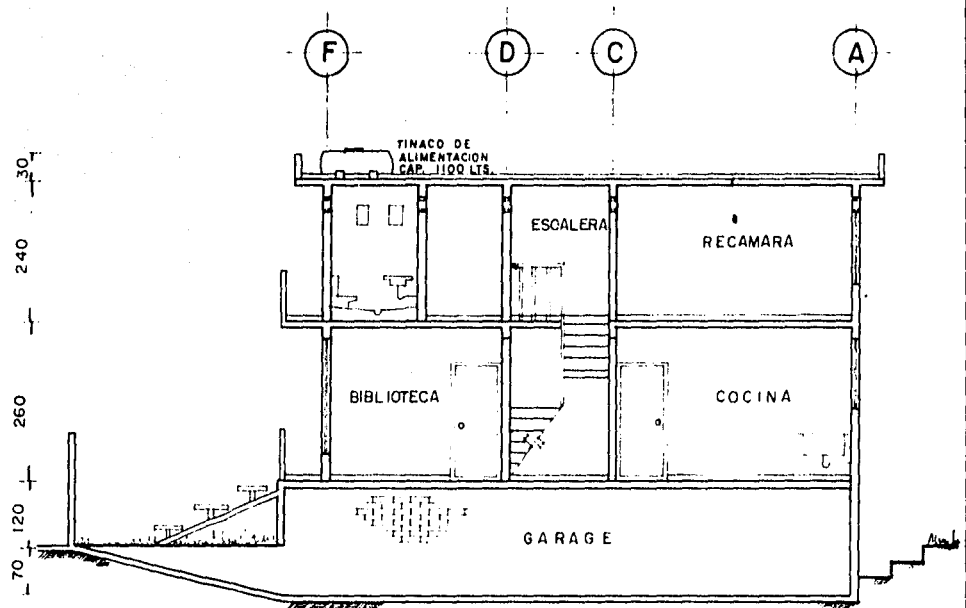 F
D
C
A
TINACO DE
ALIMENTACION
CAP. 1100 LTS.
30
240
260
120
70
ESCALERA
RECAMARA
BIBLIOTECA
COCINA
GARAGE